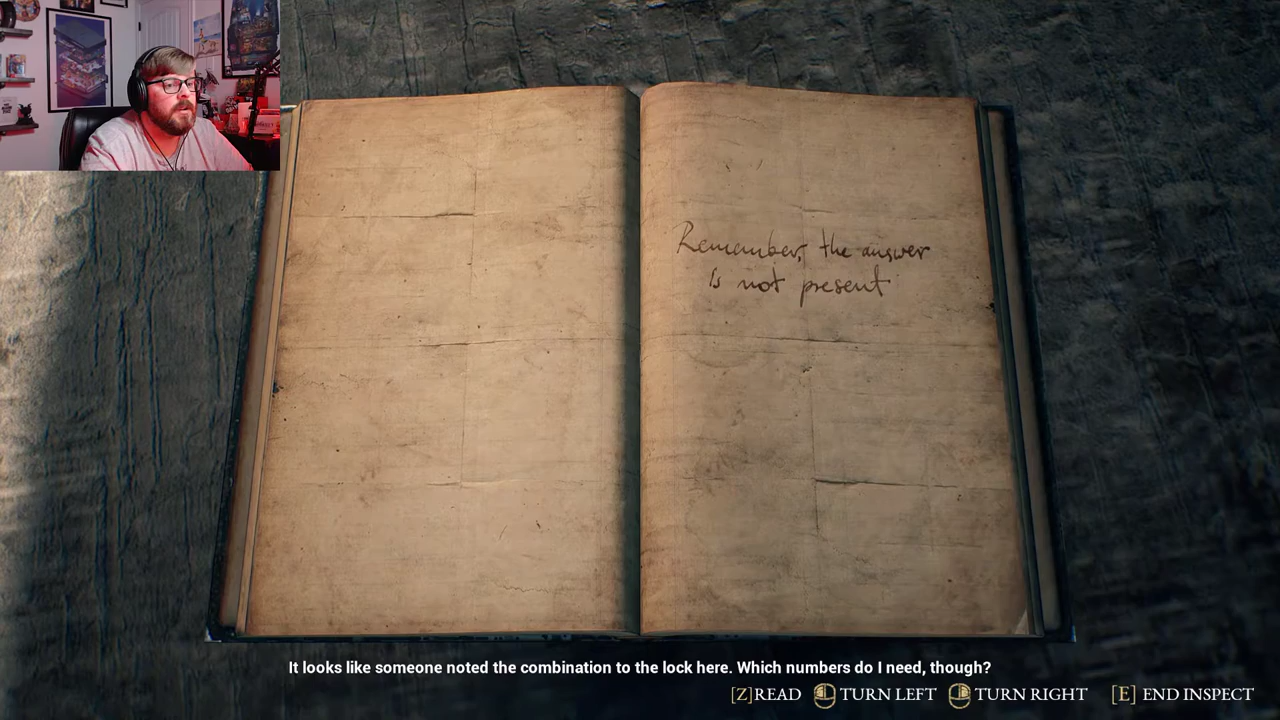 Remember, the answer
is not present
It looks like someone noted the combination to the lock here. Which numbers do I need, though?
[Z]READ TURN LEFT TURN RIGHT [E] END INSPECT